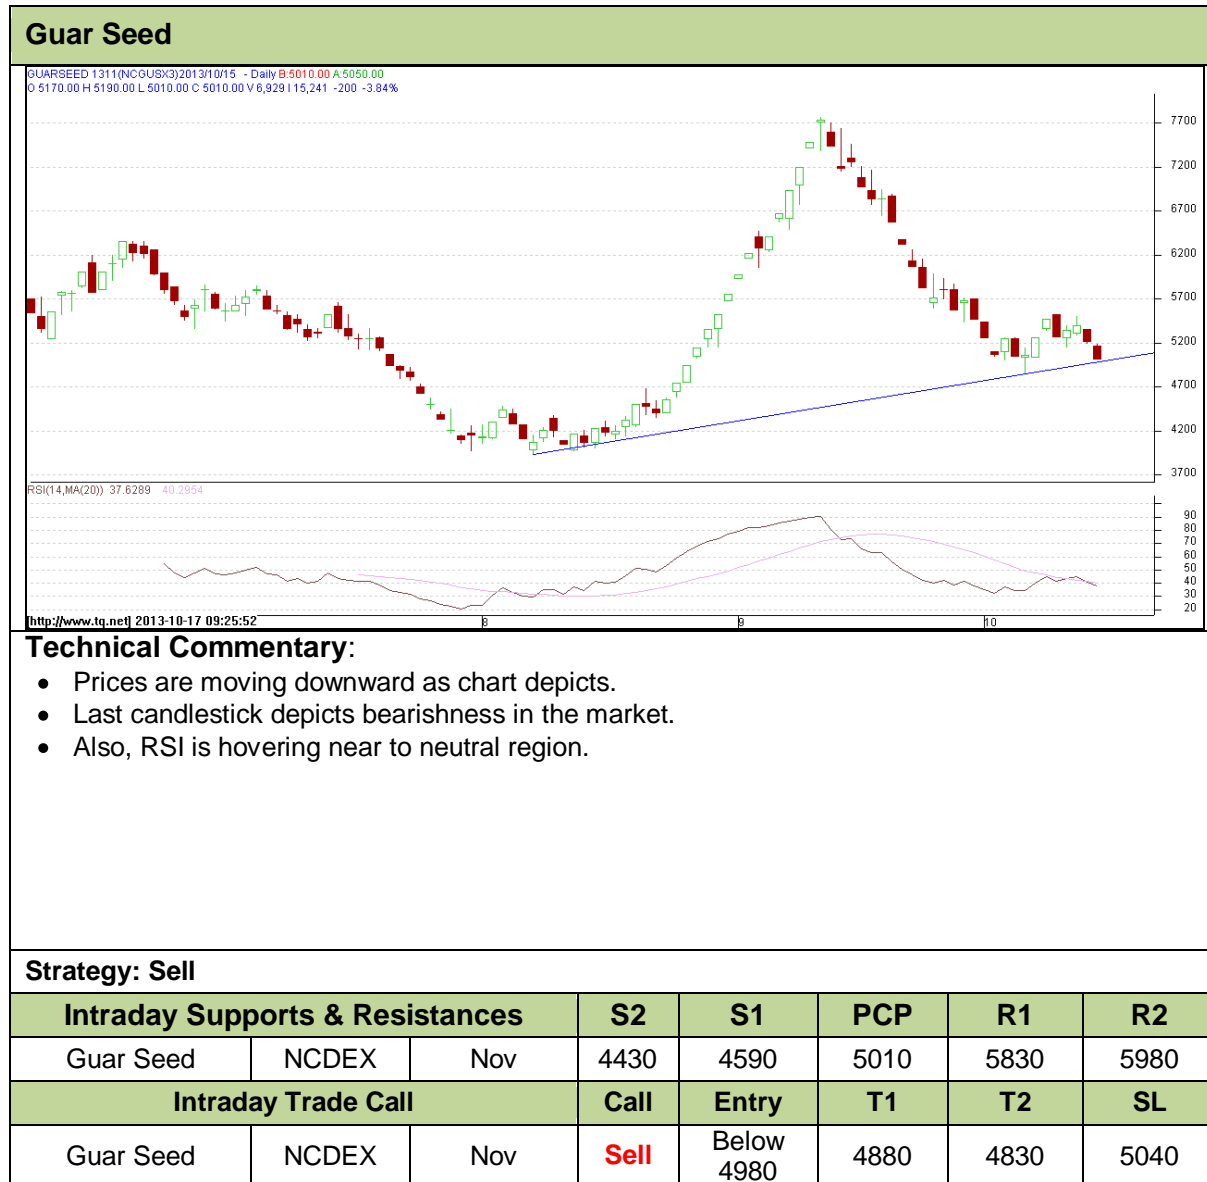 Guar Seed
GUARSEED 1311(NCGUSX3)2013/10/15 - Daily B:5010.00 A:5050.00
O 5170.00 H 5190.00 L 5010.00 C 5010.00 V 6,929 I 15,241 -200 -3.84%
7700
7200
6700
6200
5700
5200
4700
4200
3700
RSI(14,MA(20)) 37.6289 40.2954
90
80
70
60
50
40
30
20
[http://www.tq.net] 2013-10-17 09:25:52
8 9 10
Technical Commentary:
• Prices are moving downward as chart depicts.
• Last candlestick depicts bearishness in the market.
• Also, RSI is hovering near to neutral region.
Strategy: Sell
Intraday Supports & Resistances S2 S1 PCP R1 R2
Guar Seed NCDEX Nov 4430 4590 5010 5830 5980
Intraday Trade Call Call Entry T1 T2 SL
Guar Seed NCDEX Nov Sell Below 4980 4880 4830 5040